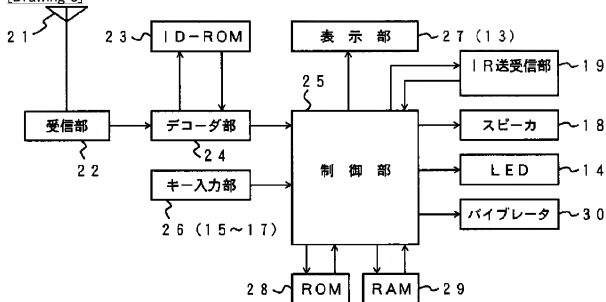 [Drawing 3]
21
23 ID-ROM
表示部 27(13)
25
IR送受信部 19
受信部
22
デコーダ部
24
スピーカ 18
キー入力部
26(15~17)
制御部
LED 14
バイブレータ 30
28 ROM
RAM 29